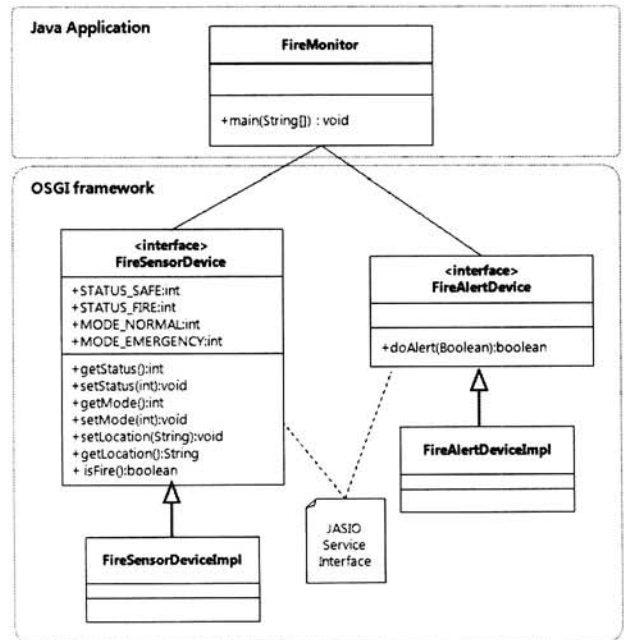 Java Application
FireMonitor
+main(String[]) : void
OSGI framework
<interface>
FireSensorDevice
+STATUS_SAFE:int
+STATUS_FIRE:int
+MODE_NORMAL:int
+MODE_EMERGENCY:int
+getStatus():int
+setStatus(int):void
+getMode():int
+setMode(int):void
+setLocation(String):void
+getLocation():String
+ isFire():boolean
<interface>
FireAlertDevice
+doAlert(Boolean):boolean
FireAlertDeviceImpl
JASIO
Service
Interface
FireSensorDeviceImpl